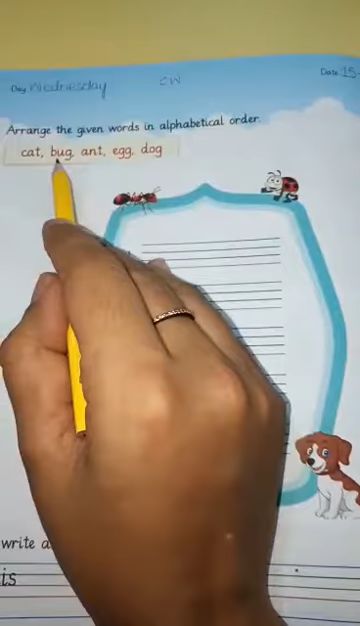 Day Wednesday CW Date 15
Arrange the given words in alphabetical order.
cat, bug, ant, egg, dog
write a
is